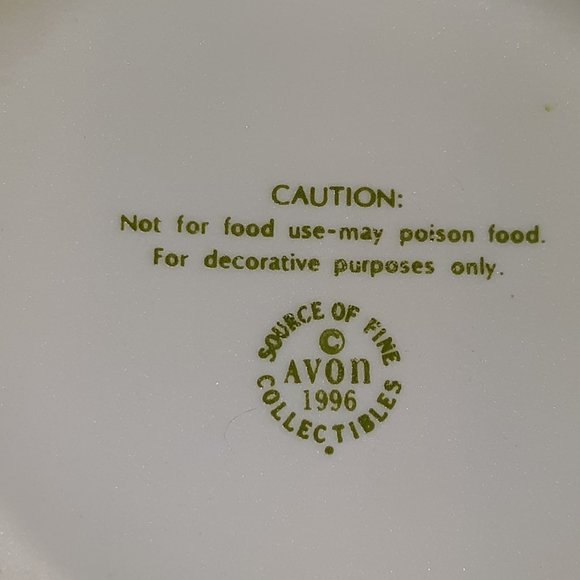 CAUTION:
Not for food use-may poison food.
For decorative purposes only.
SOURCE OF FINE
©
AVON
1996
COLLECTIBLES